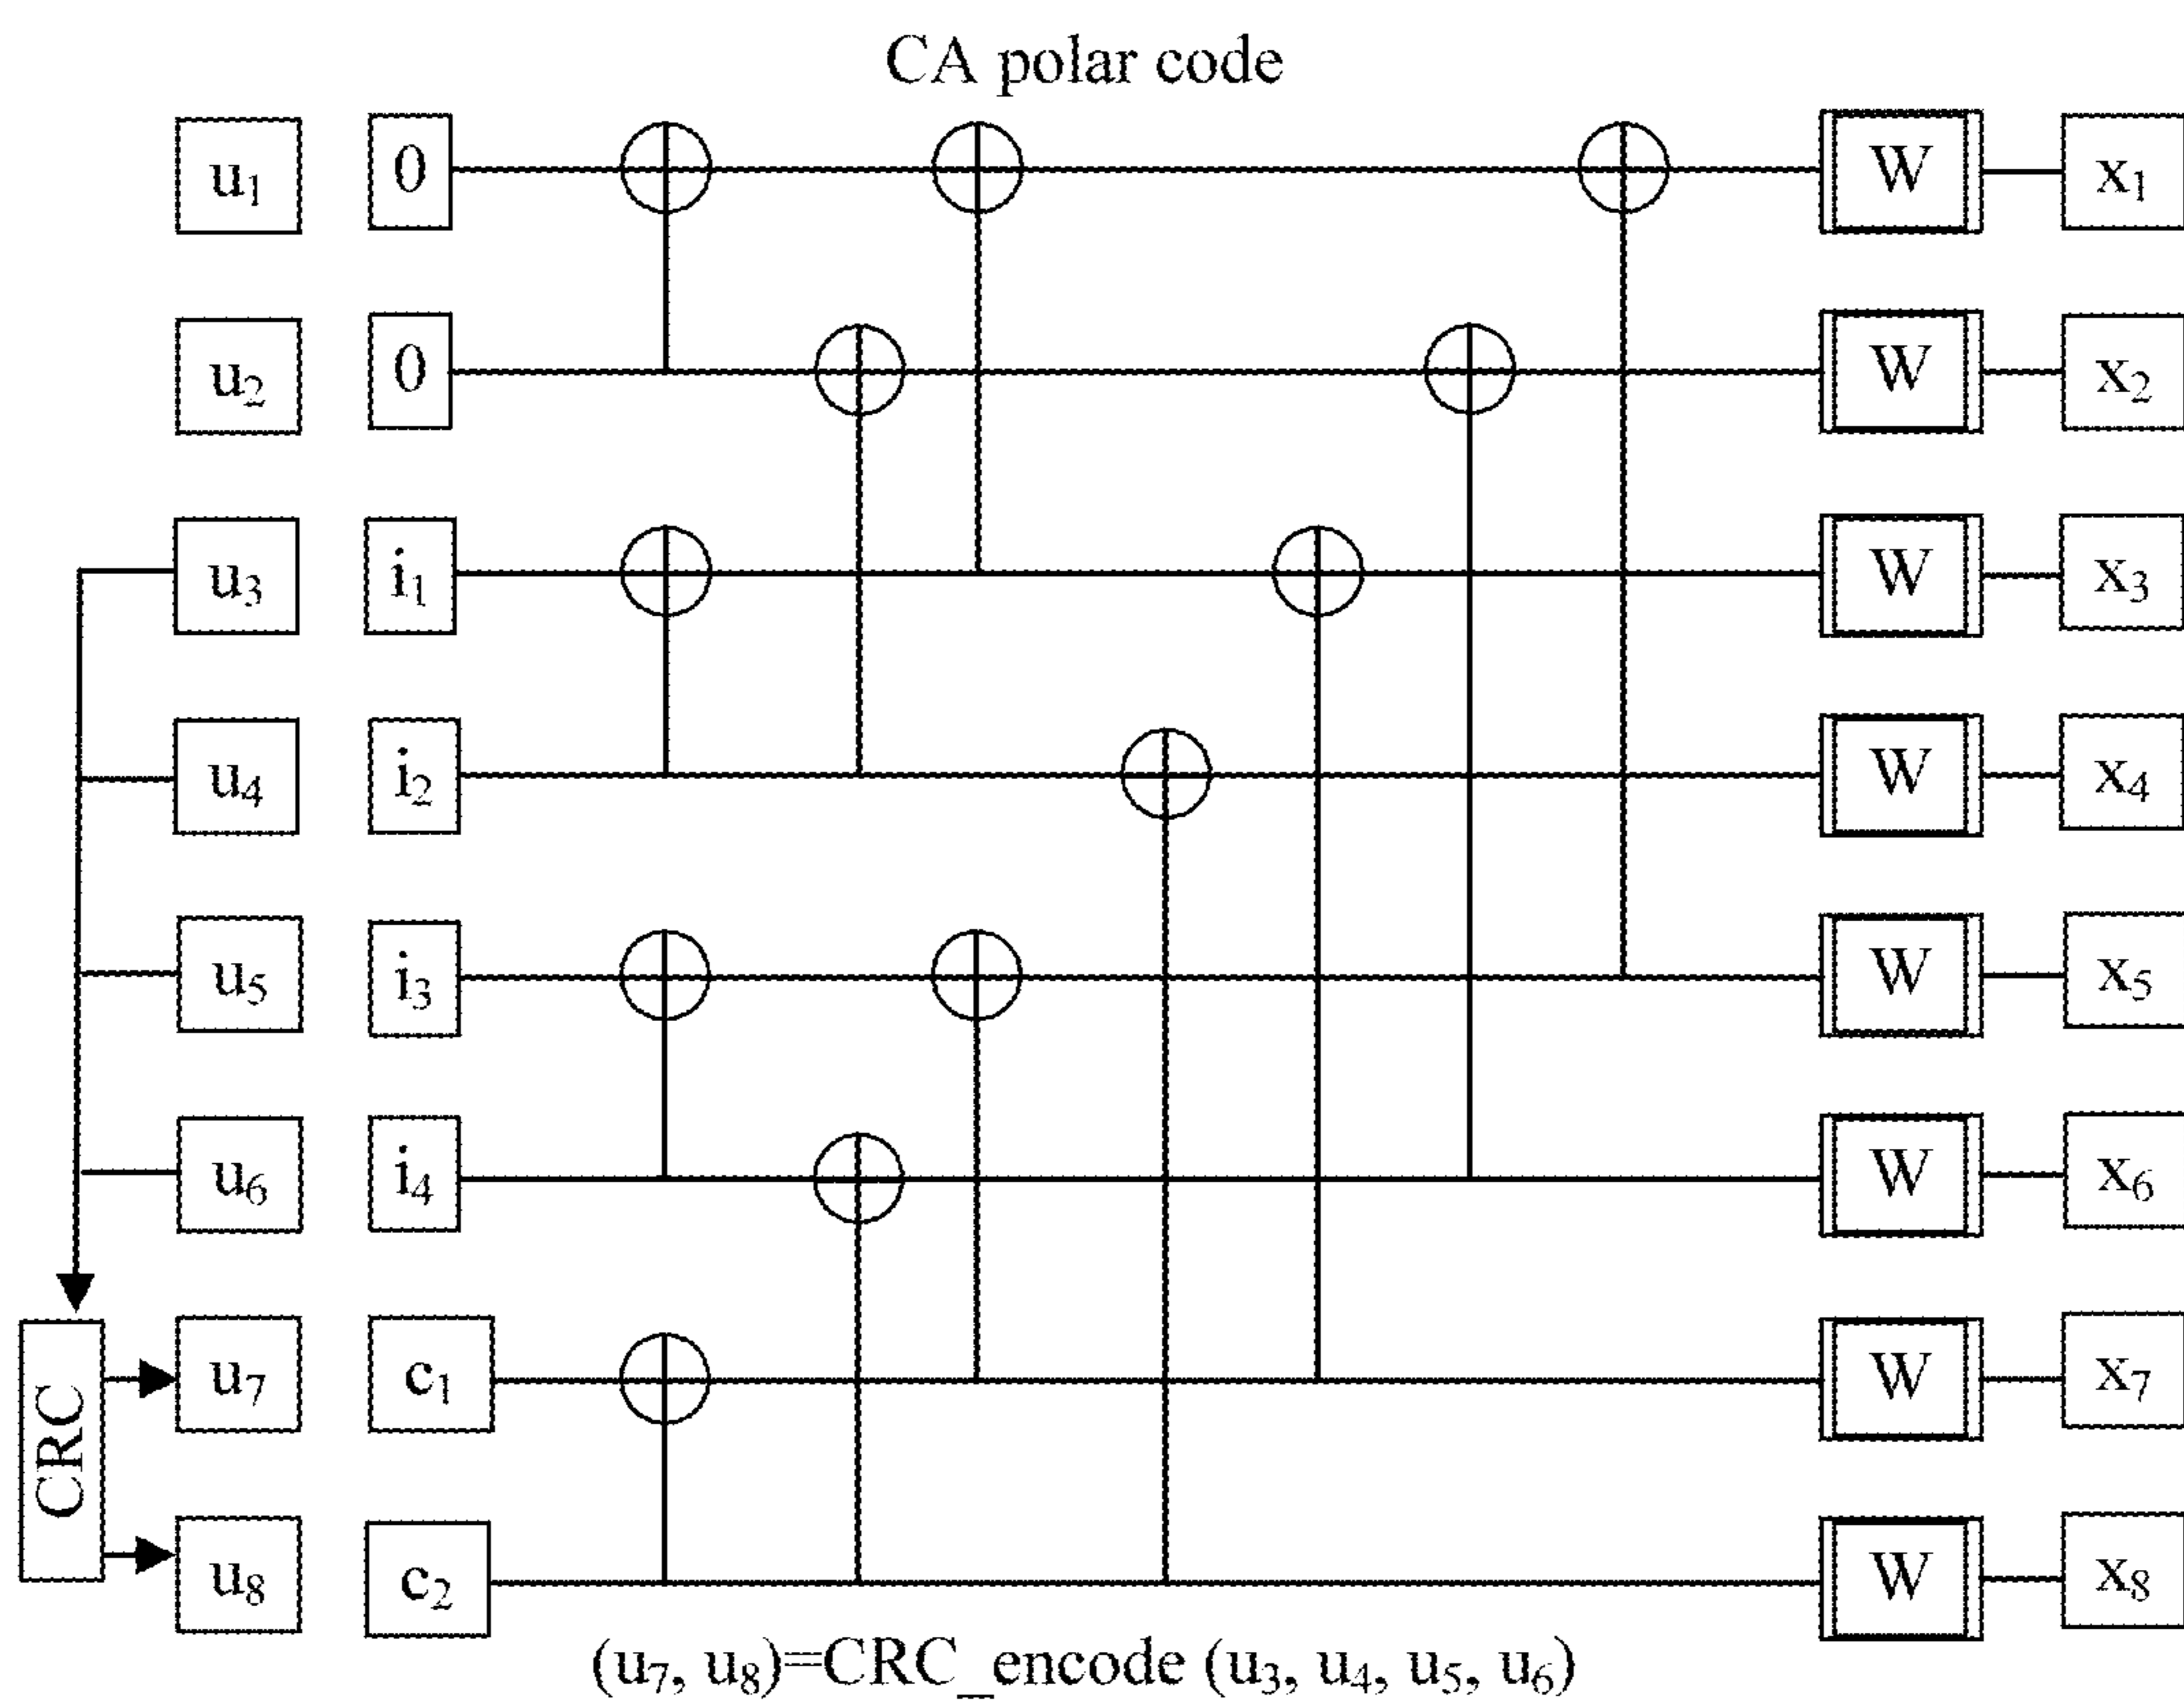 CA polar code
u₁ 0 W x₁
u₂ 0 W x₂
u₃ i₁ W x₃
u₄ i₂ W x₄
u₅ i₃ W x₅
u₆ i₄ W x₆
u₇ c₁ W x₇
CRC
u₈ c₂ W x₈
(u₇, u₈)=CRC_encode (u₃, u₄, u₅, u₆)